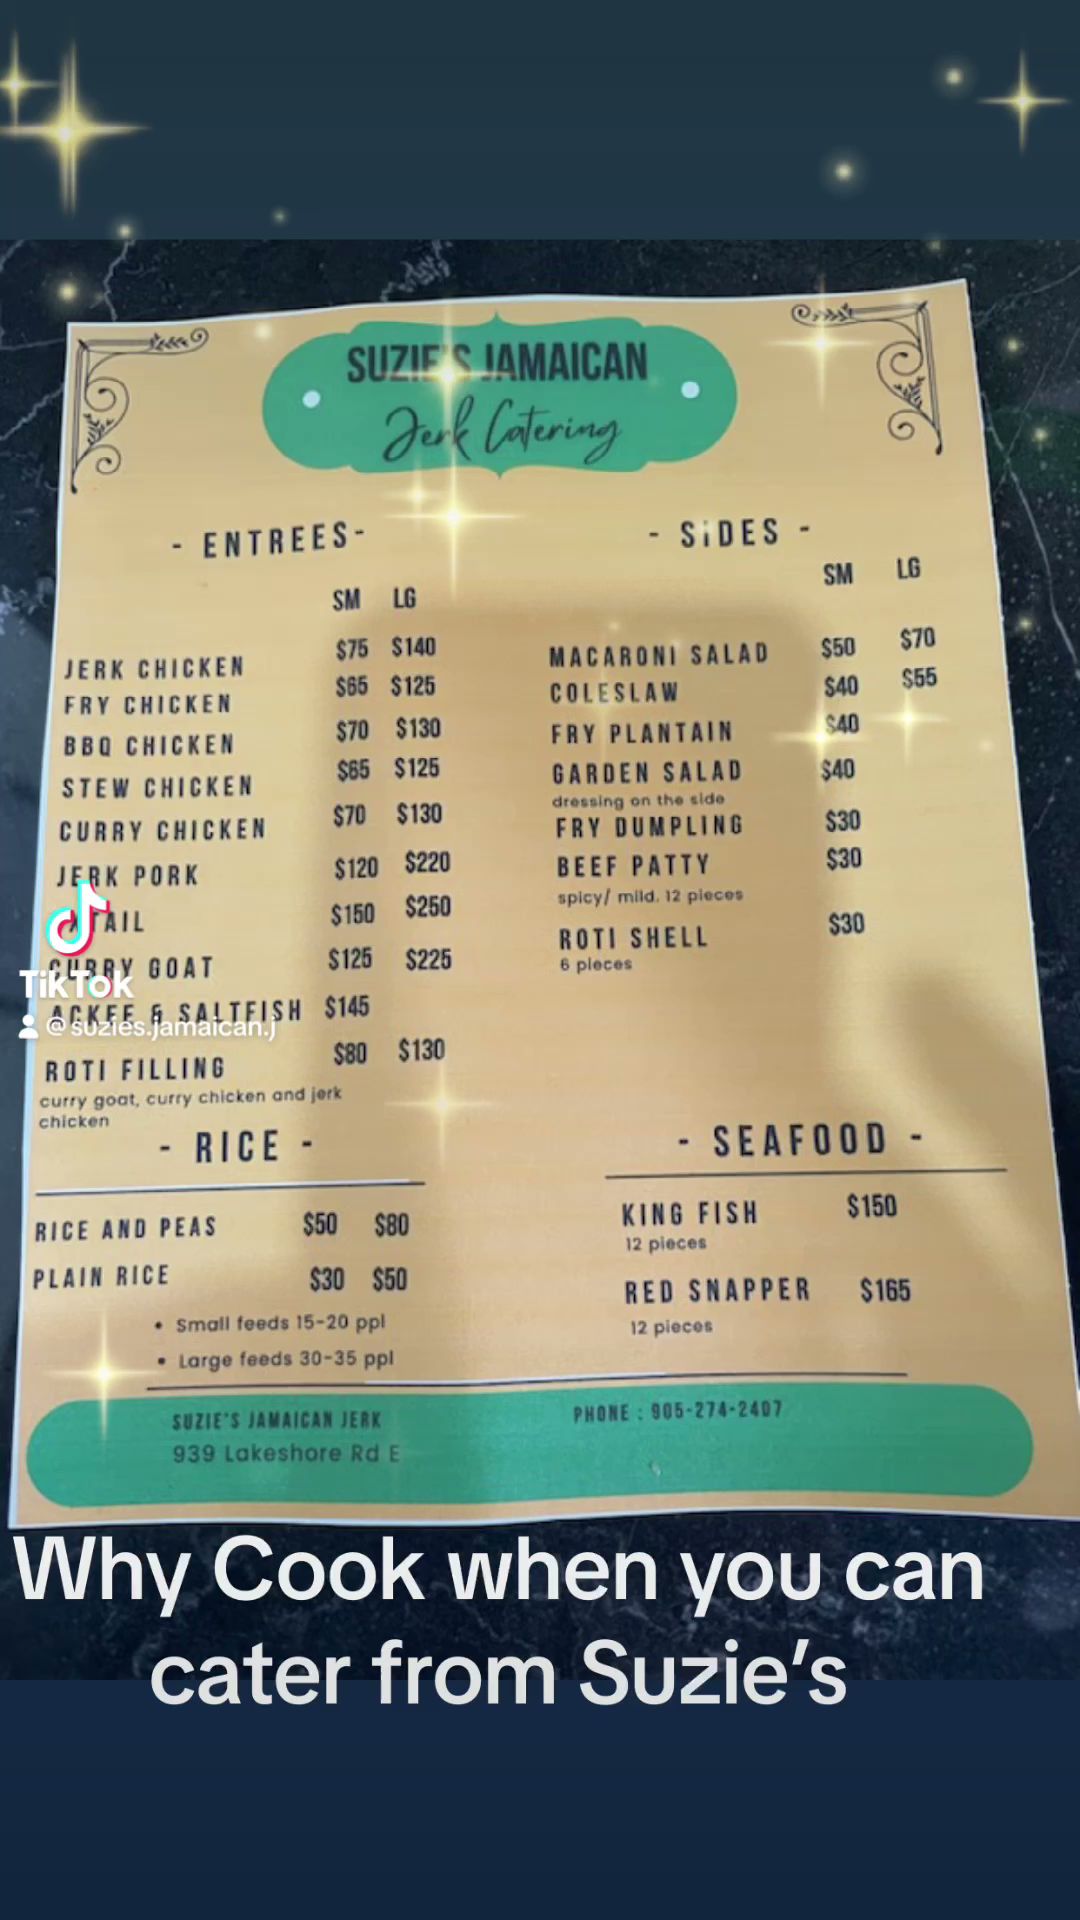 SUZIE'S JAMAICAN
Jerk Catering
- ENTREES -
SM LG
JERK CHICKEN $75 $140
FRY CHICKEN $65 $125
BBQ CHICKEN $70 $130
STEW CHICKEN $65 $125
CURRY CHICKEN $70 $130
JERK PORK $120 $220
TAIL $150 $250
CURRY GOAT $125 $225
ACKEE & SALTFISH $145
ROTI FILLING $80 $130
curry goat, curry chicken and jerk
chicken
- SiDES -
SM LG
MACARONI SALAD $50 $70
COLESLAW $40 $55
FRY PLANTAIN $40
GARDEN SALAD $40
dressing on the side
FRY DUMPLING $30
BEEF PATTY $30
spicy/ mild. 12 pieces
ROTI SHELL $30
6 pieces
- RICE -
RICE AND PEAS $50 $80
PLAIN RICE $30 $50
• Small feeds 15-20 ppl
• Large feeds 30-35 ppl
- SEAFOOD -
KING FISH $150
12 pieces
RED SNAPPER $165
12 pieces
SUZIE'S JAMAICAN JERK
939 Lakeshore Rd E
PHONE : 905-274-2407
TikTok
@suzies.jamaican.j
Why Cook when you can
cater from Suzie's